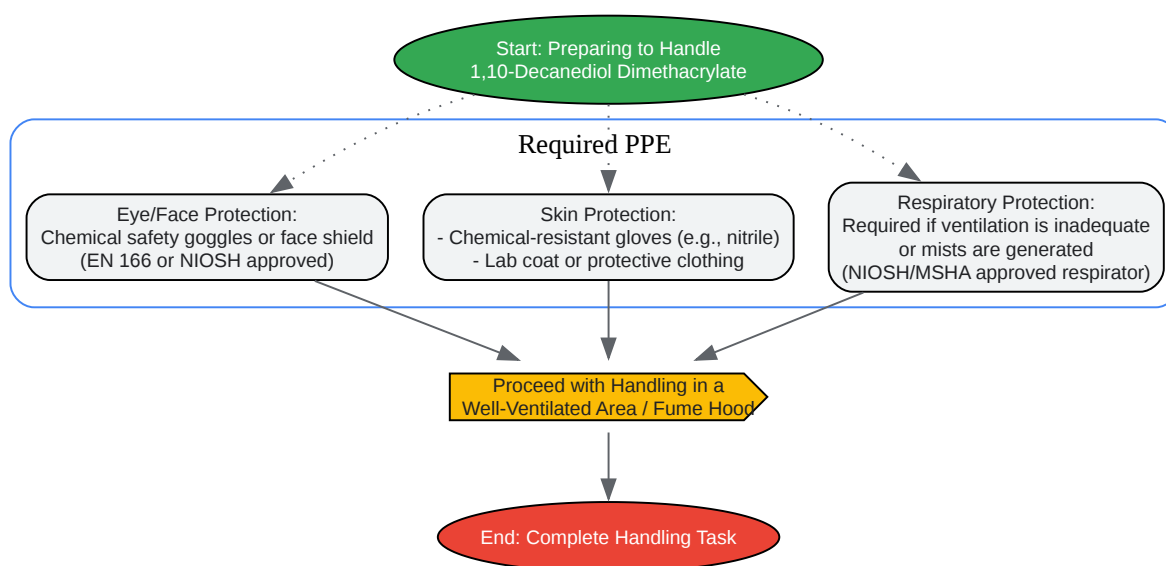 Start: Preparing to Handle
1,10-Decanediol Dimethacrylate
Required PPE
Eye/Face Protection:
Chemical safety goggles or face shield
(EN 166 or NIOSH approved)
Skin Protection:
- Chemical-resistant gloves (e.g., nitrile)
- Lab coat or protective clothing
Respiratory Protection:
Required if ventilation is inadequate
or mists are generated
(NIOSH/MSHA approved respirator)
Proceed with Handling in a
Well-Ventilated Area / Fume Hood
End: Complete Handling Task